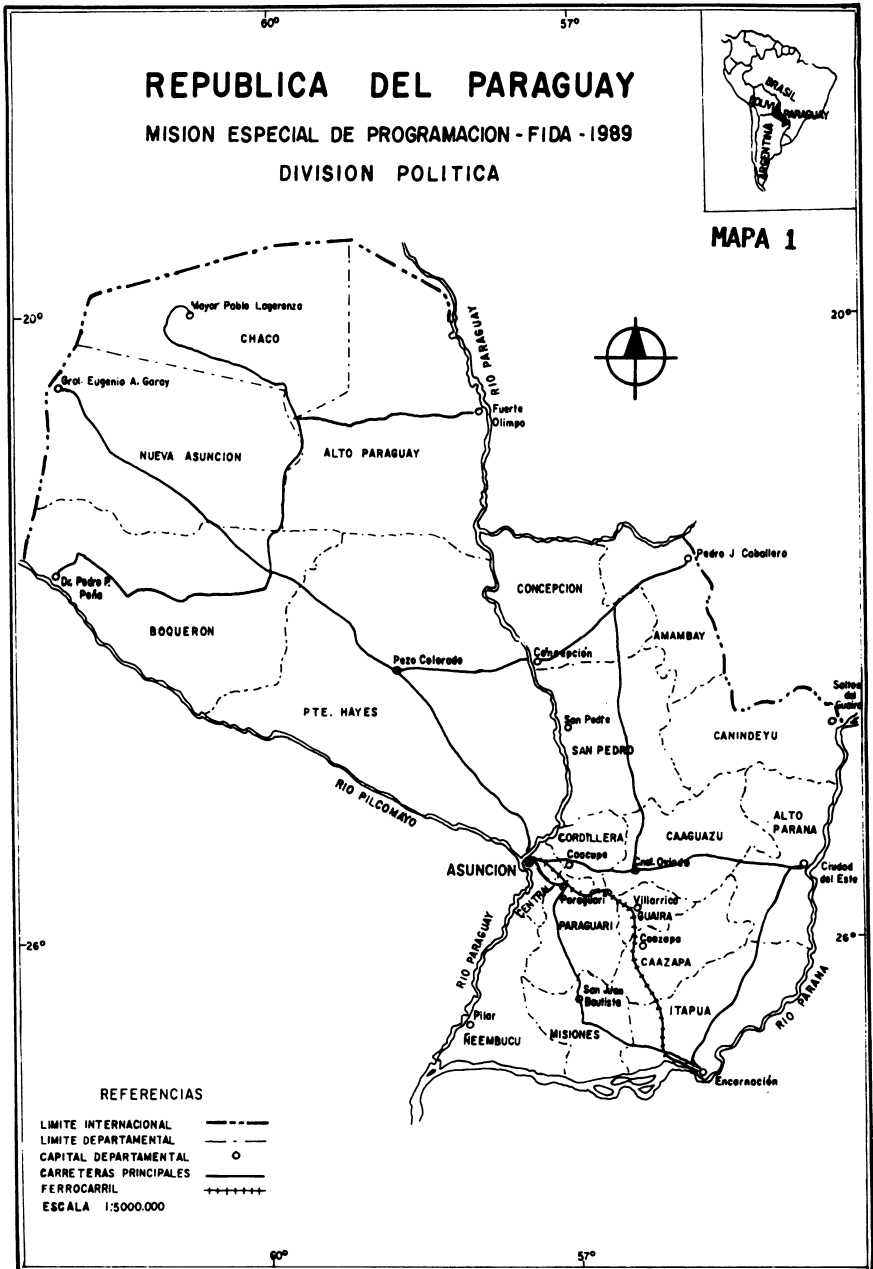 60°
57°
REPUBLICA DEL PARAGUAY
MISION ESPECIAL DE PROGRAMACION - FIDA - 1989
DIVISION POLITICA
BRASIL
BOLIVIA
PARAGUAY
ARGENTINA
MAPA 1
20°
20°
Mayor Pablo Lagerenza
CHACO
RIO PARAGUAY
Gral. Eugenio A. Garay
Fuerte
Olimpo
NUEVA ASUNCION
ALTO PARAGUAY
Pedro J Caballero
Dr. Pedro P.
Peña
CONCEPCION
BOQUERON
AMAMBAY
Concepción
Pozo Colorado
Saltos
del
Guaira
PTE. HAYES
San Pedro
SAN PEDRO
CANINDEYU
RIO PILCOMAYO
ALTO
PARANA
CORDILLERA
CAAGUAZU
ASUNCION
Caacupe
Cnel. Oviedo
Ciudad
del Este
CENTRAL
Paraguari
Villarrica
GUAIRA
PARAGUARI
RIO PARAGUAY
Caazapa
26°
26°
CAAZAPA
San Juan
Bautista
ITAPUA
RIO PARANA
Pilar
ÑEEMBUCU
MISIONES
Encarnación
REFERENCIAS
LIMITE INTERNACIONAL
LIMITE DEPARTAMENTAL
CAPITAL DEPARTAMENTAL
CARRETERAS PRINCIPALES
FERROCARRIL
ESCALA 1:5000.000
60°
57°